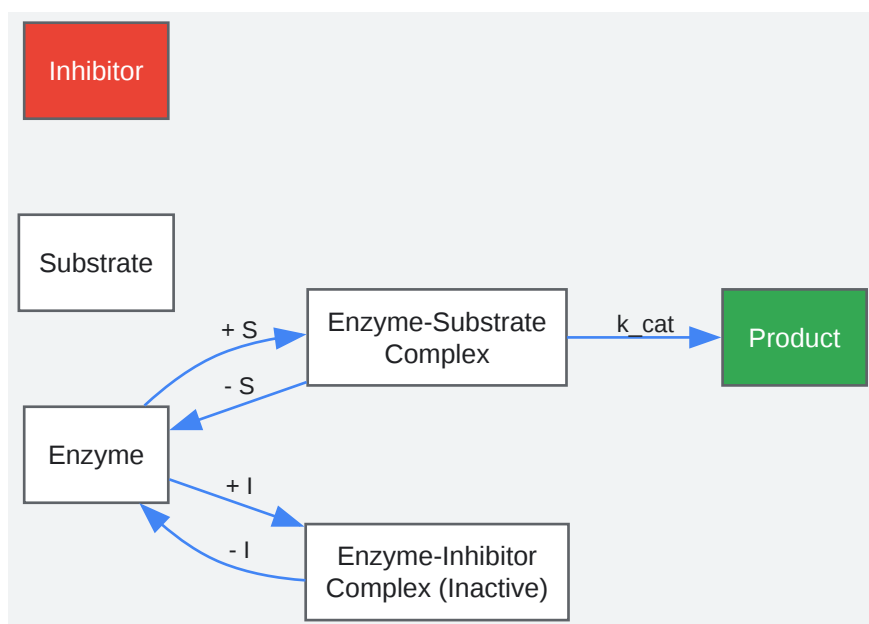 Inhibitor
Substrate
+ S
Enzyme-Substrate
Complex
k_cat
Product
- S
Enzyme
+ I
- I
Enzyme-Inhibitor
Complex (Inactive)